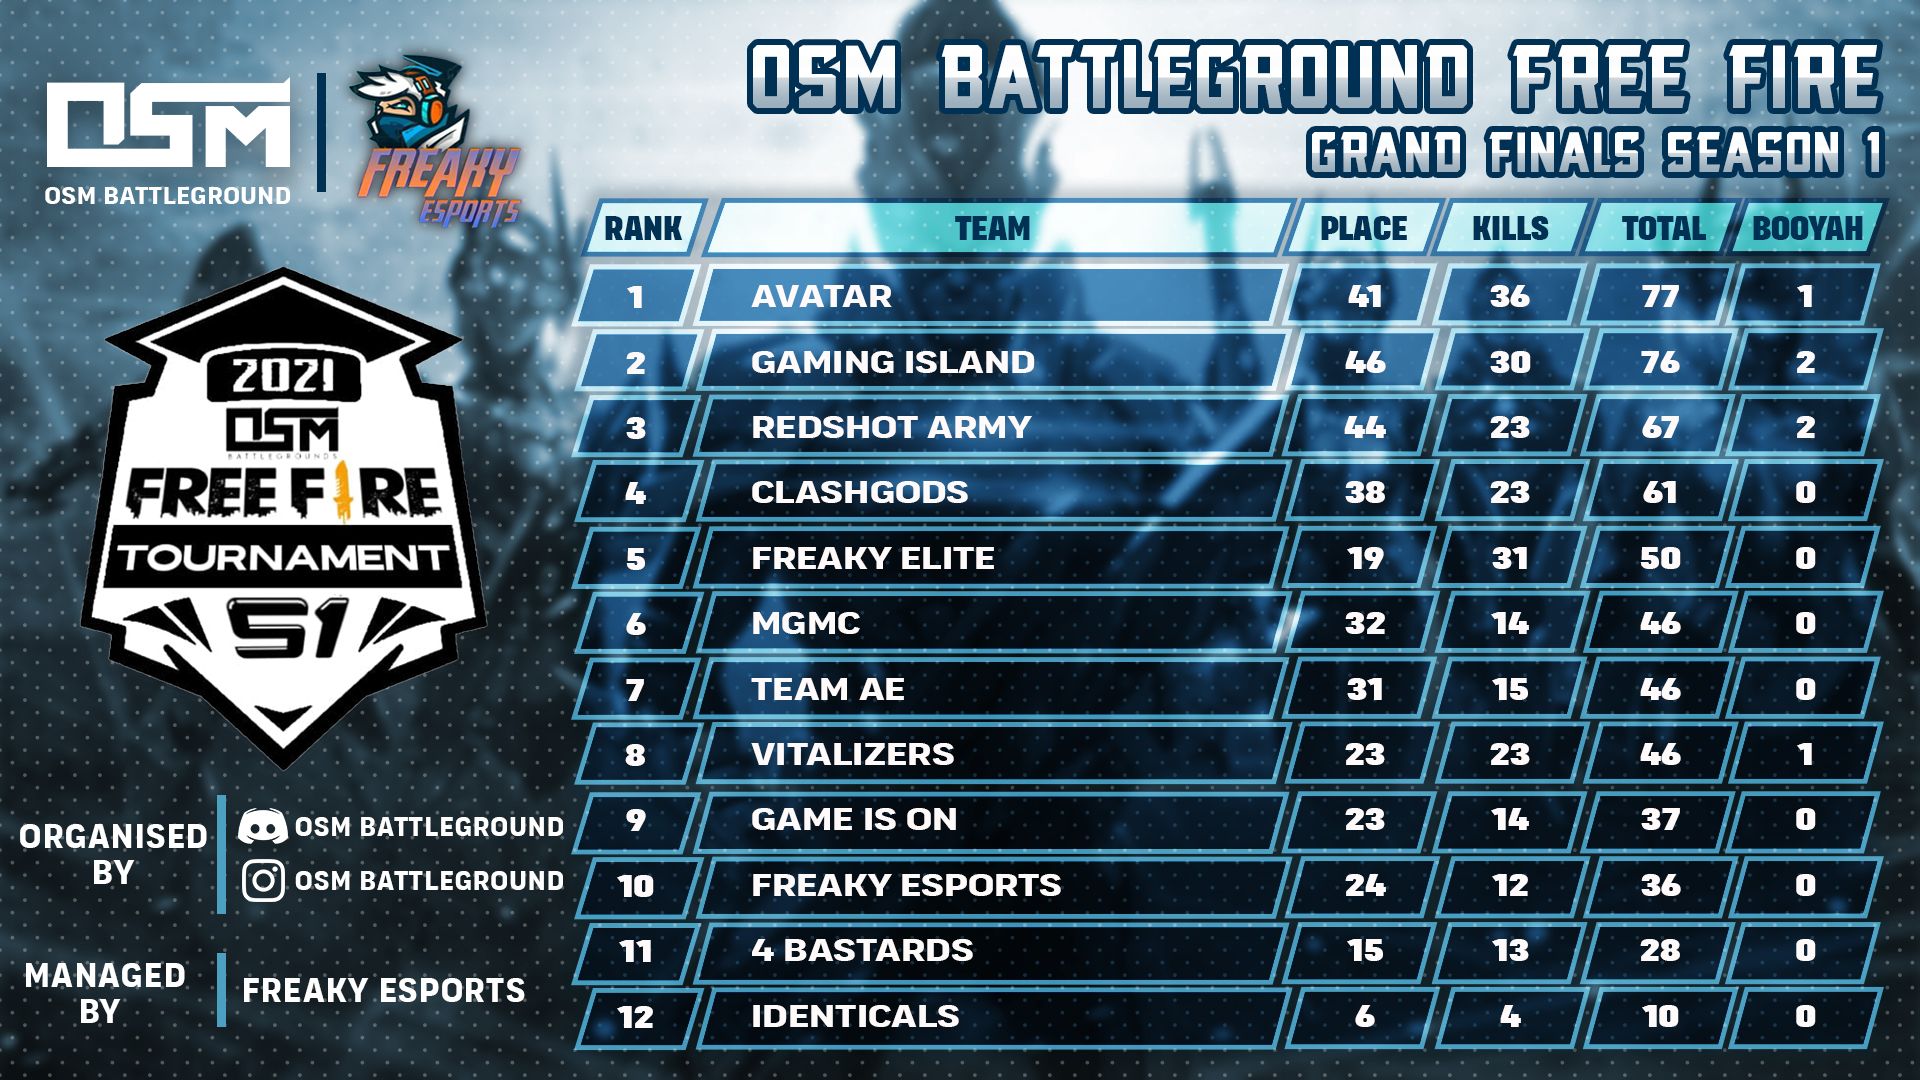 OSM
OSM BATTLEGROUND
FREAKY
ESPORTS
OSM BATTLEGROUND FREE FIRE
GRAND FINALS SEASON 1
2021
OSM
BATTLEGROUNDS
FREE FIRE
TOURNAMENT
S1
ORGANISED
BY
OSM BATTLEGROUND
OSM BATTLEGROUND
MANAGED
BY
FREAKY ESPORTS
RANK TEAM PLACE KILLS TOTAL BOOYAH
1 AVATAR 41 36 77 1
2 GAMING ISLAND 46 30 76 2
3 REDSHOT ARMY 44 23 67 2
4 CLASHGODS 38 23 61 0
5 FREAKY ELITE 19 31 50 0
6 MGMC 32 14 46 0
7 TEAM AE 31 15 46 0
8 VITALIZERS 23 23 46 1
9 GAME IS ON 23 14 37 0
10 FREAKY ESPORTS 24 12 36 0
11 4 BASTARDS 15 13 28 0
12 IDENTICALS 6 4 10 0